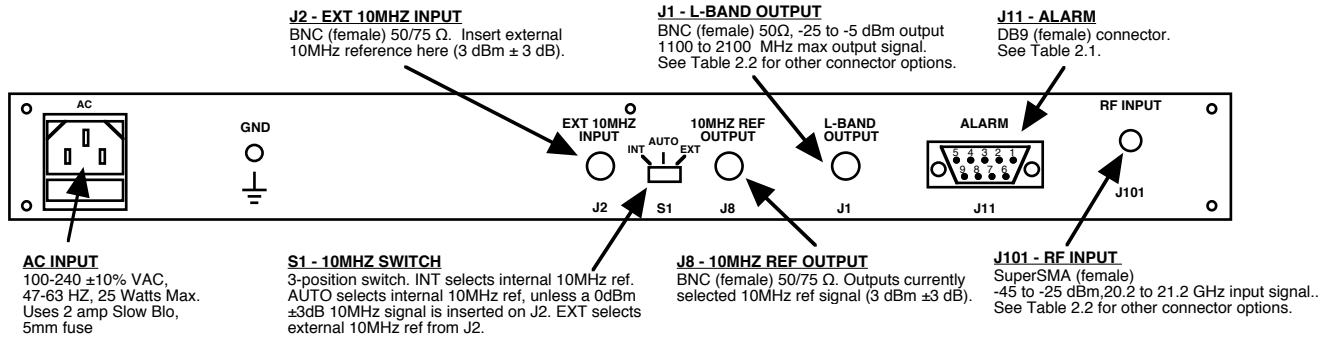 J2 - EXT 10MHZ INPUT
BNC (female) 50/75 Ω. Insert external
10MHz reference here (3 dBm ± 3 dB).
J1 - L-BAND OUTPUT
BNC (female) 50Ω, -25 to -5 dBm output
1100 to 2100 MHz max output signal.
See Table 2.2 for other connector options.
J11 - ALARM
DB9 (female) connector.
See Table 2.1.
AC
GND
EXT 10MHZ
INPUT
INT
AUTO
EXT
10MHZ REF
OUTPUT
L-BAND
OUTPUT
ALARM
5 4 3 2 1
9 8 7 6
RF INPUT
J101
J2
S1
J8
J1
J11
AC INPUT
100-240 ±10% VAC,
47-63 HZ, 25 Watts Max.
Uses 2 amp Slow Blo,
5mm fuse
S1 - 10MHZ SWITCH
3-position switch. INT selects internal 10MHz ref.
AUTO selects internal 10MHz ref, unless a 0dBm
±3dB 10MHz signal is inserted on J2. EXT selects
external 10MHz ref from J2.
J8 - 10MHZ REF OUTPUT
BNC (female) 50/75 Ω. Outputs currently
selected 10MHz ref signal (3 dBm ±3 dB).
J101 - RF INPUT
SuperSMA (female)
-45 to -25 dBm,20.2 to 21.2 GHz input signal..
See Table 2.2 for other connector options.